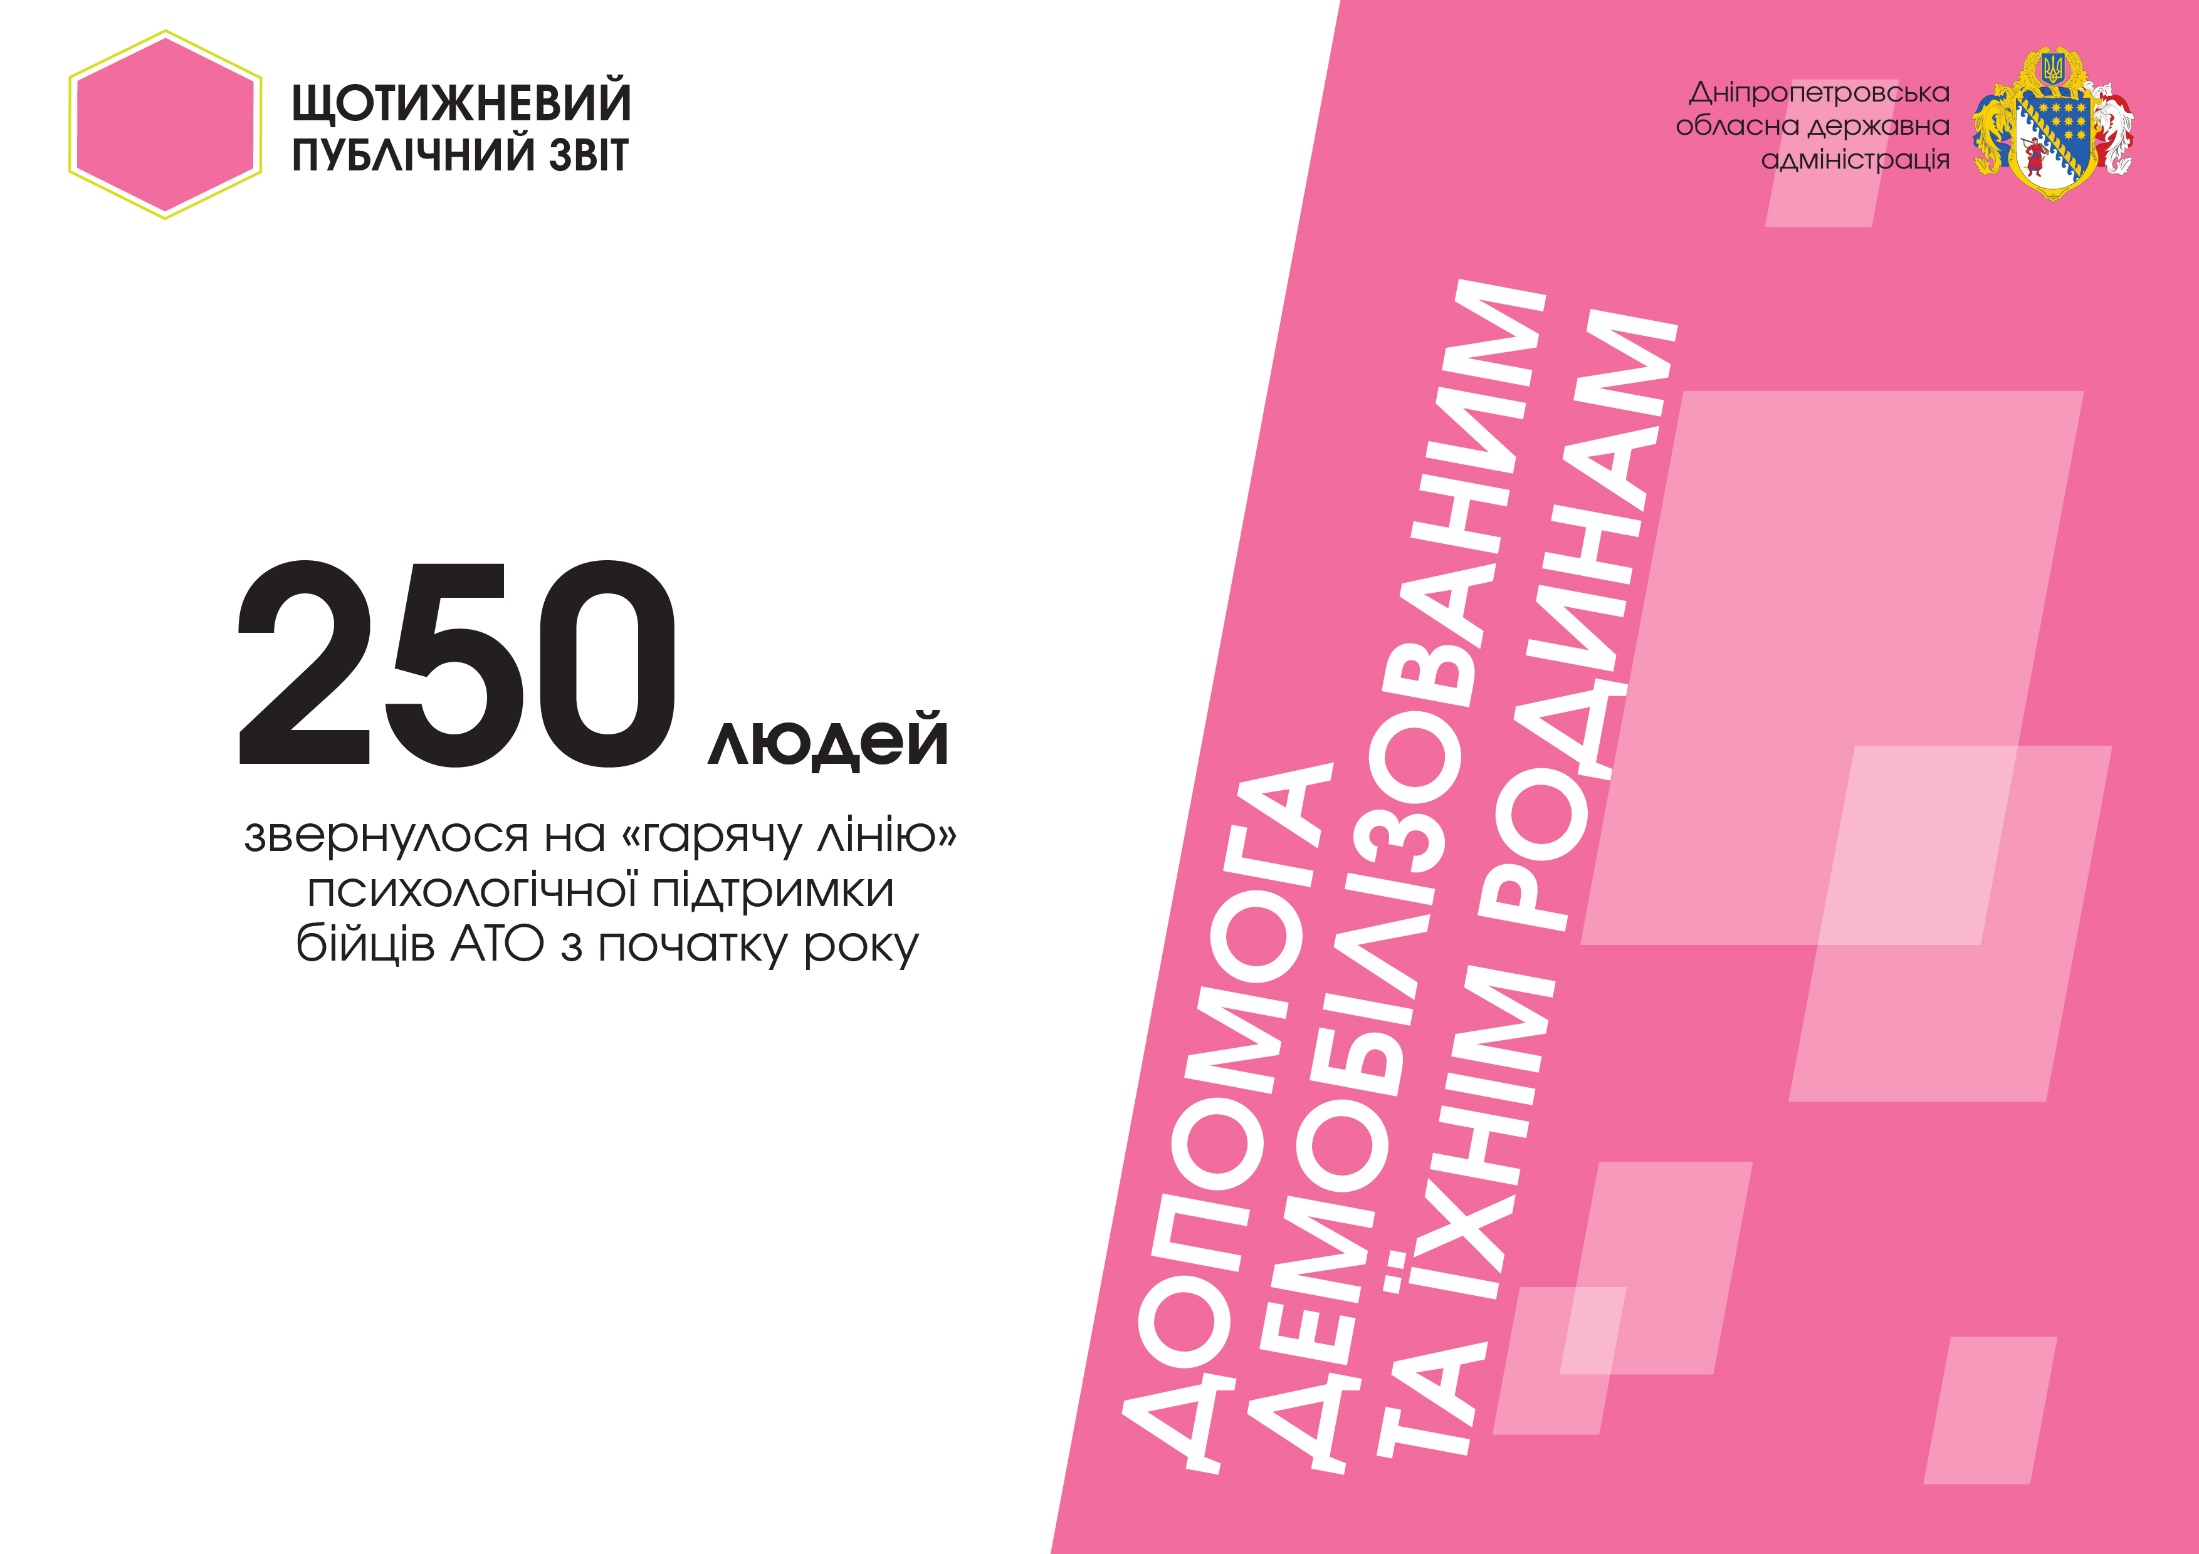 ЩОТИЖНЕВИЙ
ПУБЛІЧНИЙ ЗВІТ
Дніпропетровська
обласна державна
адміністрація
250 людей
звернулося на «гарячу лінію»
психологічної підтримки
бійців АТО з початку року
ДОПОМОГА
ДЕМОБІЛІЗОВАНИМ
ТА ЇХНІМ РОДИНАМ